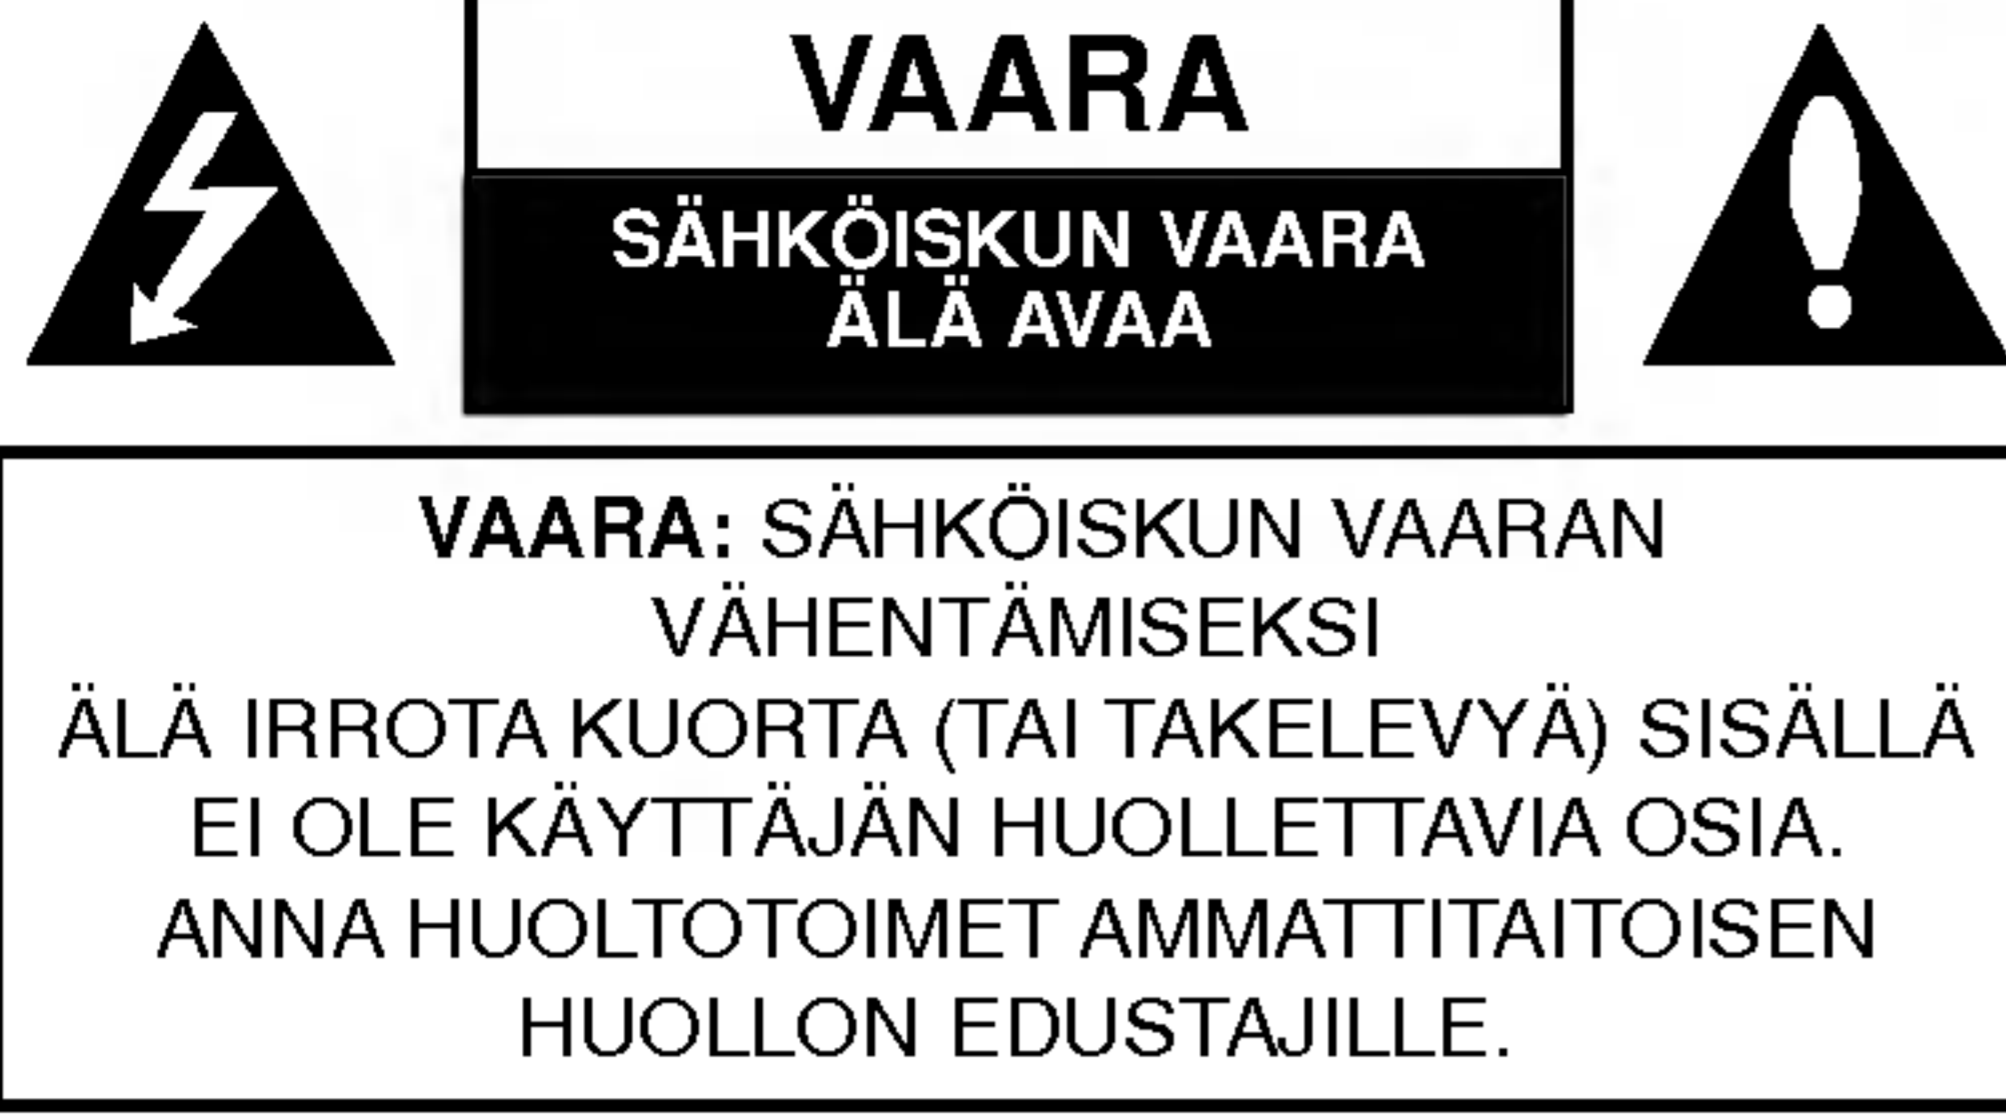 VAARA
SÄHKÖISKUN VAARA
ÄLÄ AVAA
VAARA: SÄHKÖISKUN VAARAN
VÄHENTÄMISEKSI
ÄLÄ IRROTA KUORTA (TAI TAKELEVYÄ) SISÄLLÄ
EI OLE KÄYTTÄJÄN HUOLLETTAVIA OSIA.
ANNA HUOLTOTOIMET AMMATTITAITOISEN
HUOLLON EDUSTAJILLE.